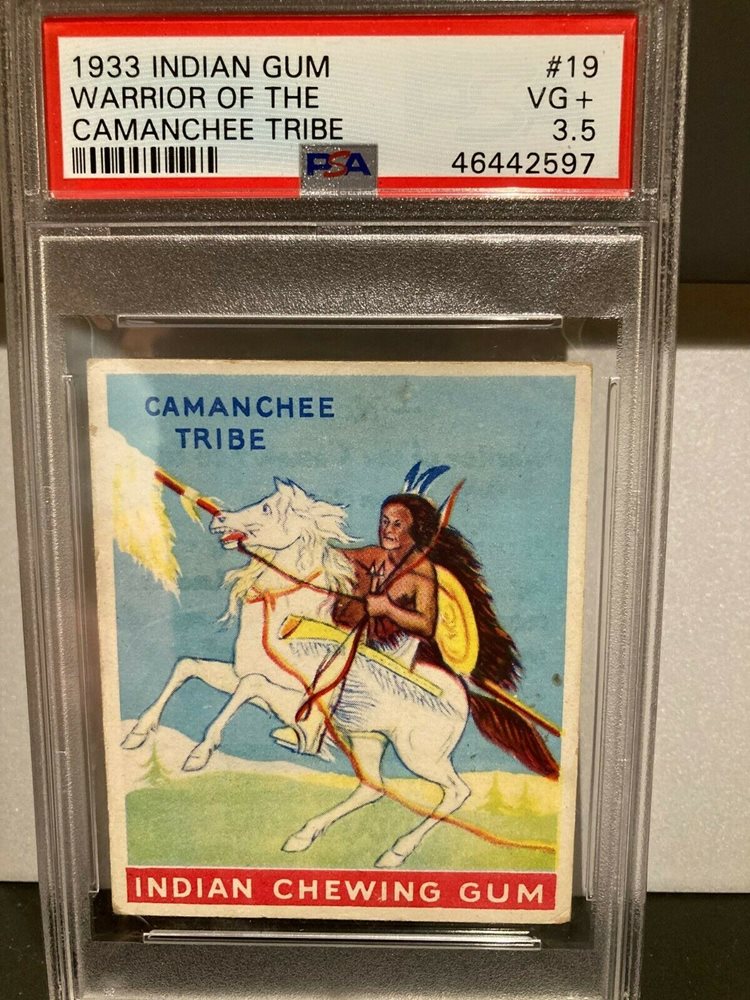 1933 INDIAN GUM #19
WARRIOR OF THE VG+
CAMANCHEE TRIBE 3.5
PSA 46442597
CAMANCHEE
TRIBE
INDIAN CHEWING GUM